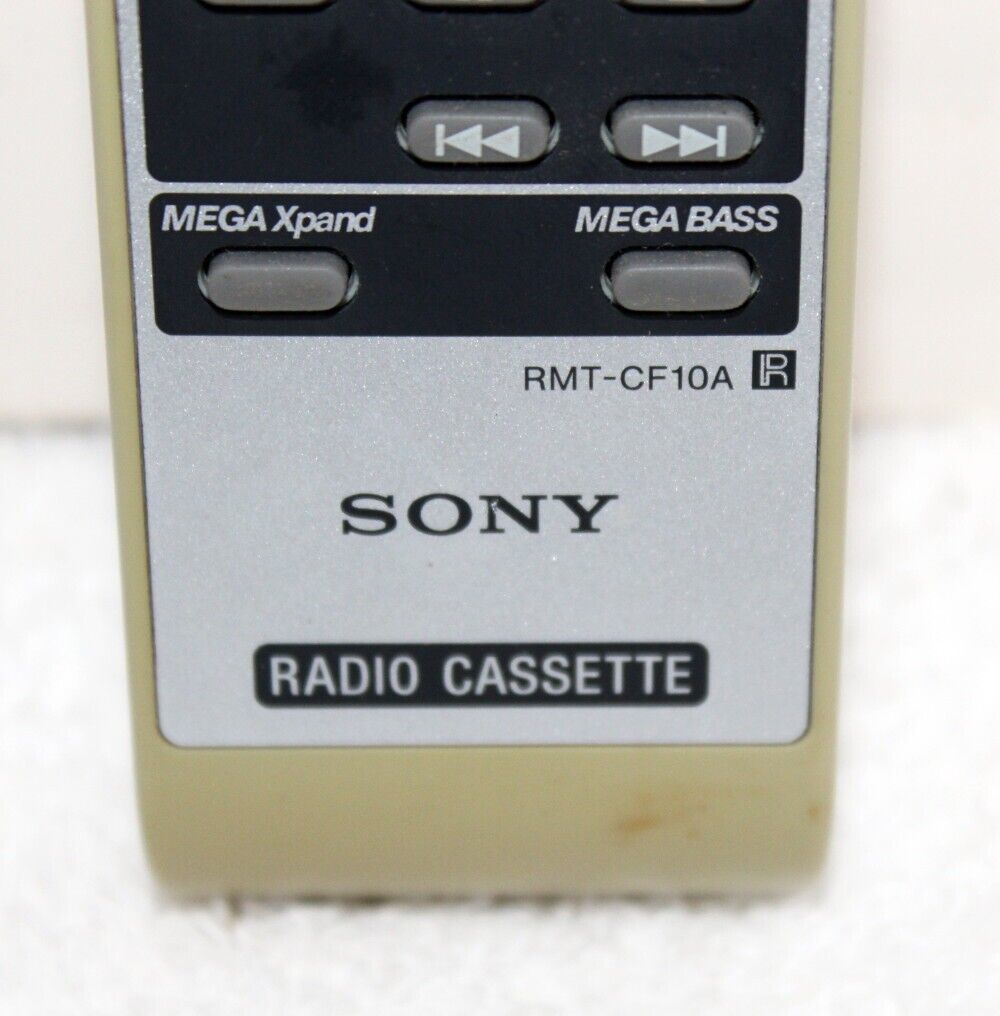 MEGA Xpand MEGA BASS
RMT-CF10A R
SONY
RADIO CASSETTE